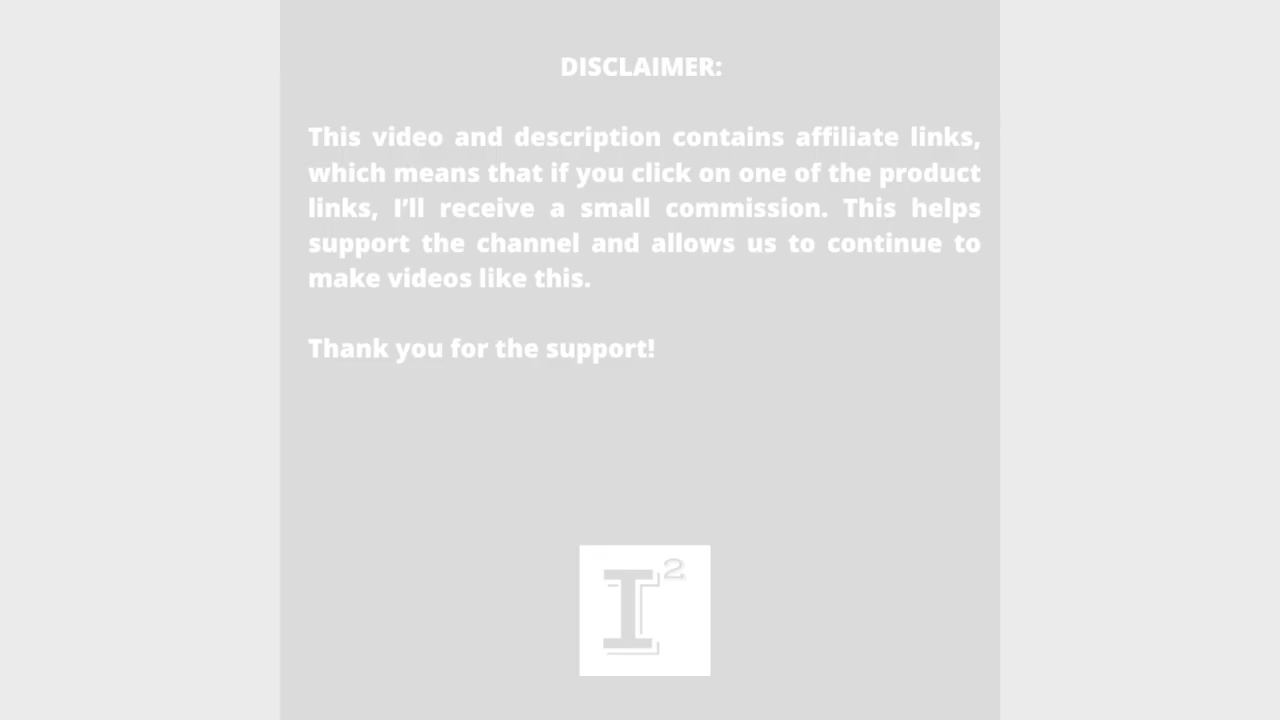 DISCLAIMER:
This video and description contains affiliate links,
which means that if you click on one of the product
links, I’ll receive a small commission. This helps
support the channel and allows us to continue to
make videos like this.
Thank you for the support!
I²